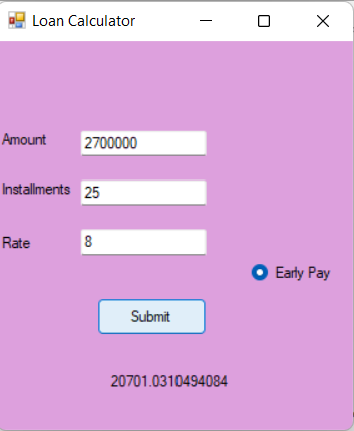 Loan Calculator
Amount 2700000
Installments 25
Rate 8
Early Pay
Submit
20701.0310494084